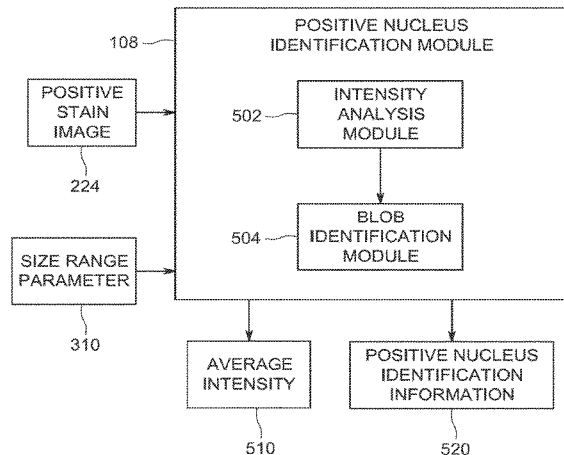 108
POSITIVE NUCLEUS
IDENTIFICATION MODULE
POSITIVE
STAIN
IMAGE
224
502
INTENSITY
ANALYSIS
MODULE
504
BLOB
IDENTIFICATION
MODULE
SIZE RANGE
PARAMETER
310
AVERAGE
INTENSITY
510
POSITIVE NUCLEUS
IDENTIFICATION
INFORMATION
520